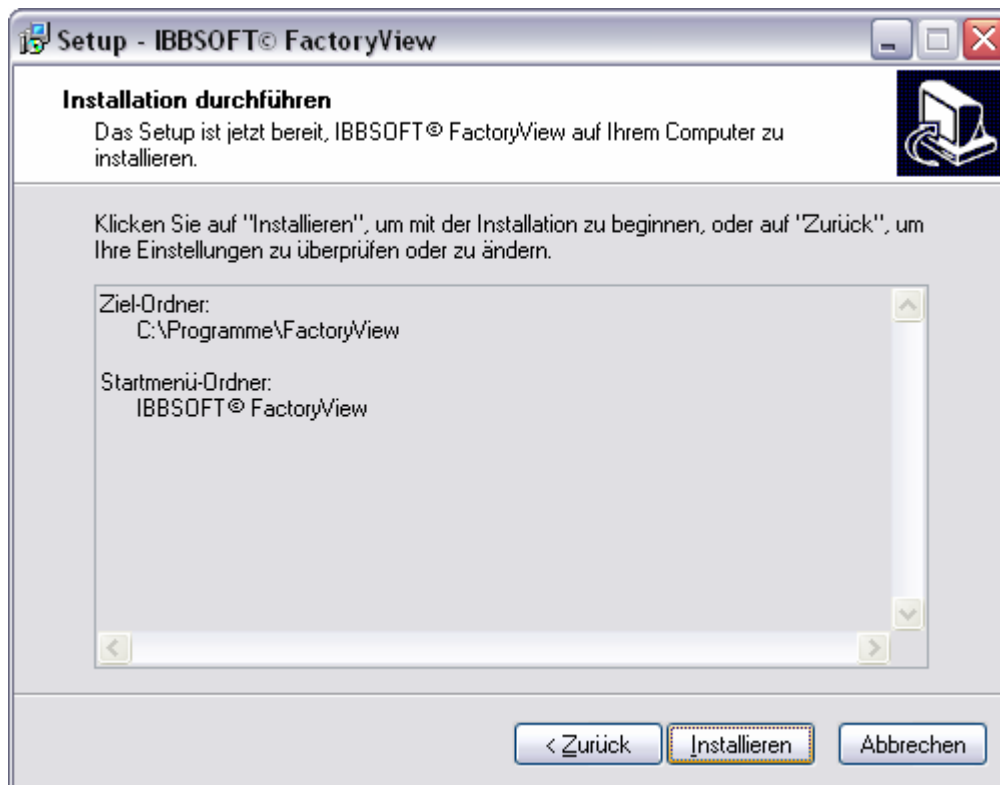 Setup - IBBSOFT© FactoryView
Installation durchführen
Das Setup ist jetzt bereit, IBBSOFT© FactoryView auf Ihrem Computer zu
installieren.
Klicken Sie auf "Installieren", um mit der Installation zu beginnen, oder auf "Zurück", um
Ihre Einstellungen zu überprüfen oder zu ändern.
Ziel-Ordner:
C:\Programme\FactoryView
Startmenü-Ordner:
IBBSOFT© FactoryView
< Zurück
Installieren
Abbrechen